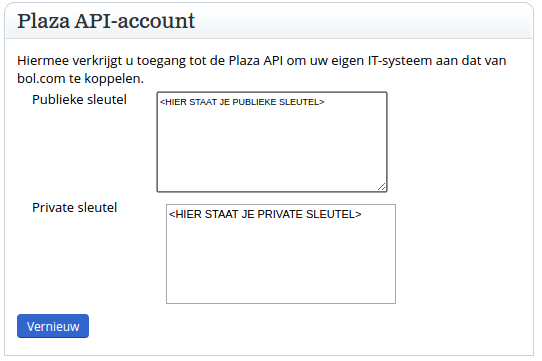 Plaza API-account
Hiermee verkrijgt u toegang tot de Plaza API om uw eigen IT-systeem aan dat van
bol.com te koppelen.
Publieke sleutel
<HIER STAAT JE PUBLIEKE SLEUTEL>
Private sleutel
<HIER STAAT JE PRIVATE SLEUTEL>
Vernieuw